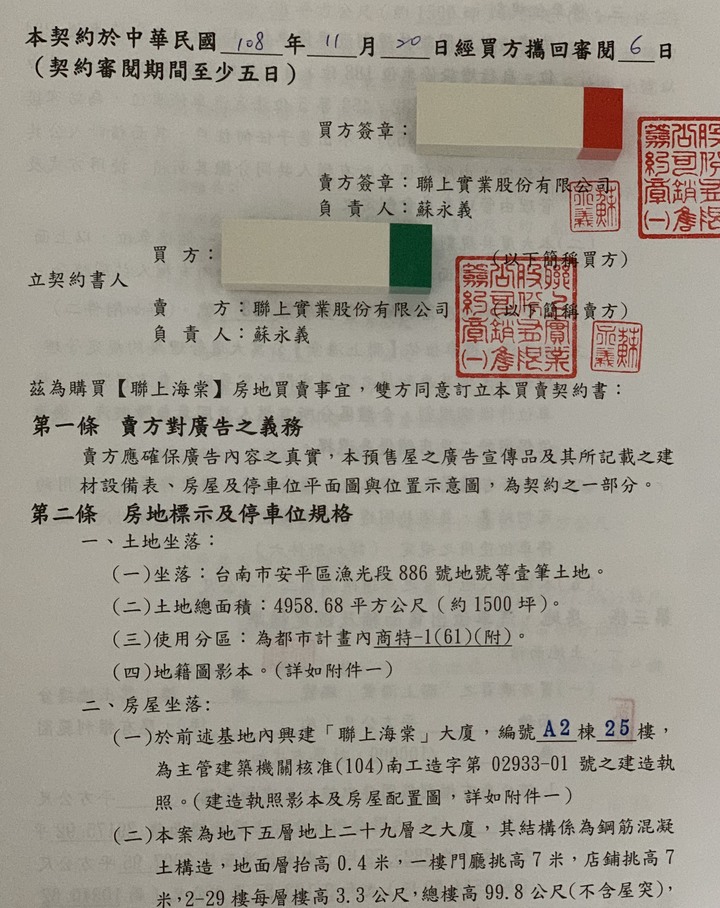 本契約於中華民國 108 年 11 月 20 日經買方攜回審閱 6 日
（契約審閱期間至少五日）
買方簽章：
賣方簽章：聯上實業股份有限公司
負 責 人：蘇永義
買 方： （以下簡稱買方）
立契約書人
賣 方：聯上實業股份有限公司 （以下簡稱賣方）
負 責 人：蘇永義
茲為購買【聯上海棠】房地買賣事宜，雙方同意訂立本買賣契約書：
第一條 賣方對廣告之義務
賣方應確保廣告內容之真實，本預售屋之廣告宣傳品及其所記載之建
材設備表、房屋及停車位平面圖與位置示意圖，為契約之一部分。
第二條 房地標示及停車位規格
一、土地坐落：
(一)坐落：台南市安平區漁光段 886 號地號等壹筆土地。
(二)土地總面積：4958.68 平方公尺（約 1500 坪）。
(三)使用分區：為都市計畫內商特-1(61)(附)。
(四)地籍圖影本。(詳如附件一)
二、房屋坐落:
(一)於前述基地內興建「聯上海棠」大廈，編號 A2 棟 25 樓，
為主管建築機關核准(104)南工造字第 02933-01 號之建造執
照。(建造執照影本及房屋配置圖，詳如附件一)
(二)本案為地下五層地上二十九層之大廈，其結構係為鋼筋混凝
土構造，地面層抬高 0.4 米，一樓門廳挑高 7 米，店鋪挑高 7
米，2-29 樓每層樓高 3.3 公尺，總樓高 99.8 公尺(不含屋突)，